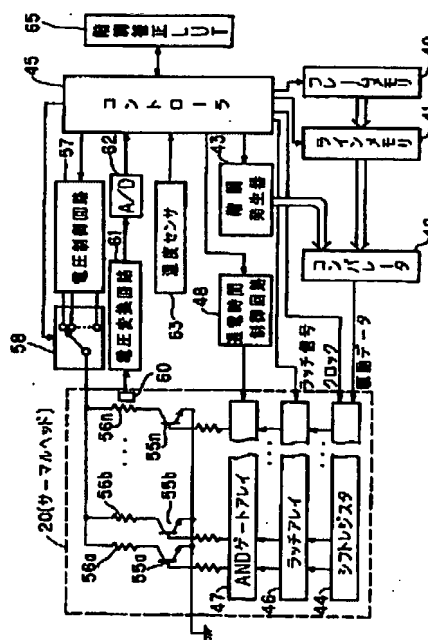 65
階調補正LUT
45
コントローラ
40
フレームメモリ
41
ラインメモリ
57
電圧制御回路
58
62
A/D
61
電圧変換回路
63
温度センサ
43
階調発生器
48
通電時間
制御回路
42
コンパレータ
ラッチ信号
クロック
駆動データ
60
20(サーマルヘッド)
56a
56b
56n
55a
55b
55n
...
47
ANDゲートアレイ
...
46
ラッチアレイ
...
44
シフトレジスタ
...